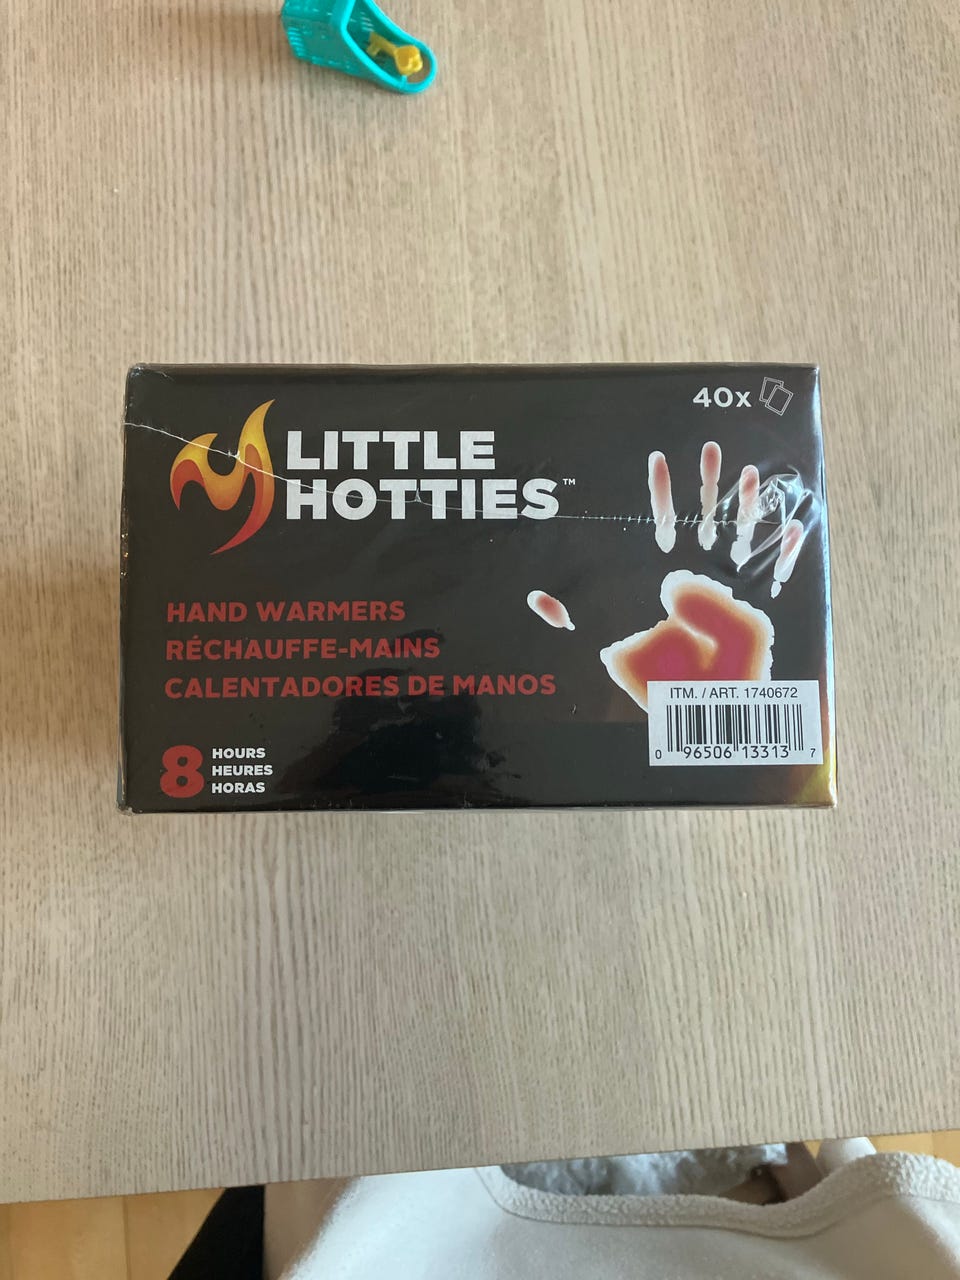 40x
LITTLE
HOTTIES™
HAND WARMERS
RÉCHAUFFE-MAINS
CALENTADORES DE MANOS
ITM. / ART. 1740672
0 96506 13313 7
8 HOURS
HEURES
HORAS